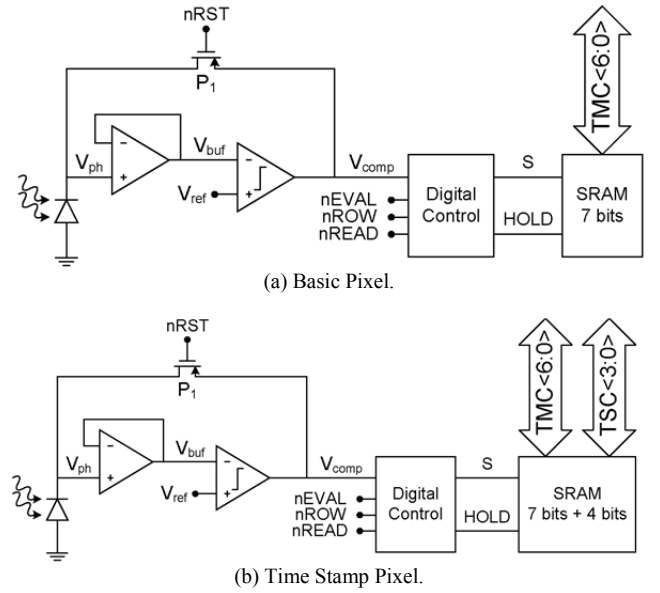 nRST
P1
TMC<6:0>
Vph
-
+
Vbuf
Vref
-
+
Vcomp
nEVAL
nROW
nREAD
Digital
Control
S
HOLD
SRAM
7 bits
(a) Basic Pixel.
nRST
P1
TMC<6:0>
TSC<3:0>
Vph
-
+
Vbuf
Vref
-
+
Vcomp
nEVAL
nROW
nREAD
Digital
Control
S
HOLD
SRAM
7 bits + 4 bits
(b) Time Stamp Pixel.